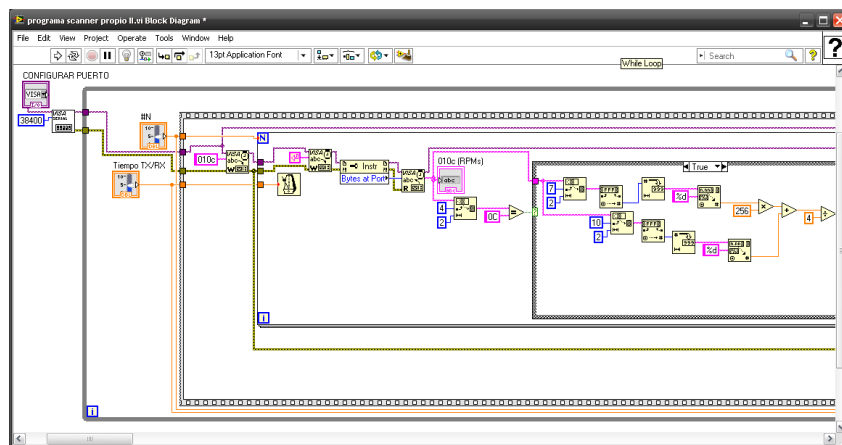 programa scanner propio II.vi Block Diagram *
File Edit View Project Operate Tools Window Help
13pt Application Font
Search
While Loop
CONFIGURAR PUERTO
VISA
38400
#N
Tiempo TX/RX
N
010c
Instr
Bytes at Port
010c (RPMs)
abc
4
2
0C
=
True
7
2
%d
256
4
10
2
%d
i
i